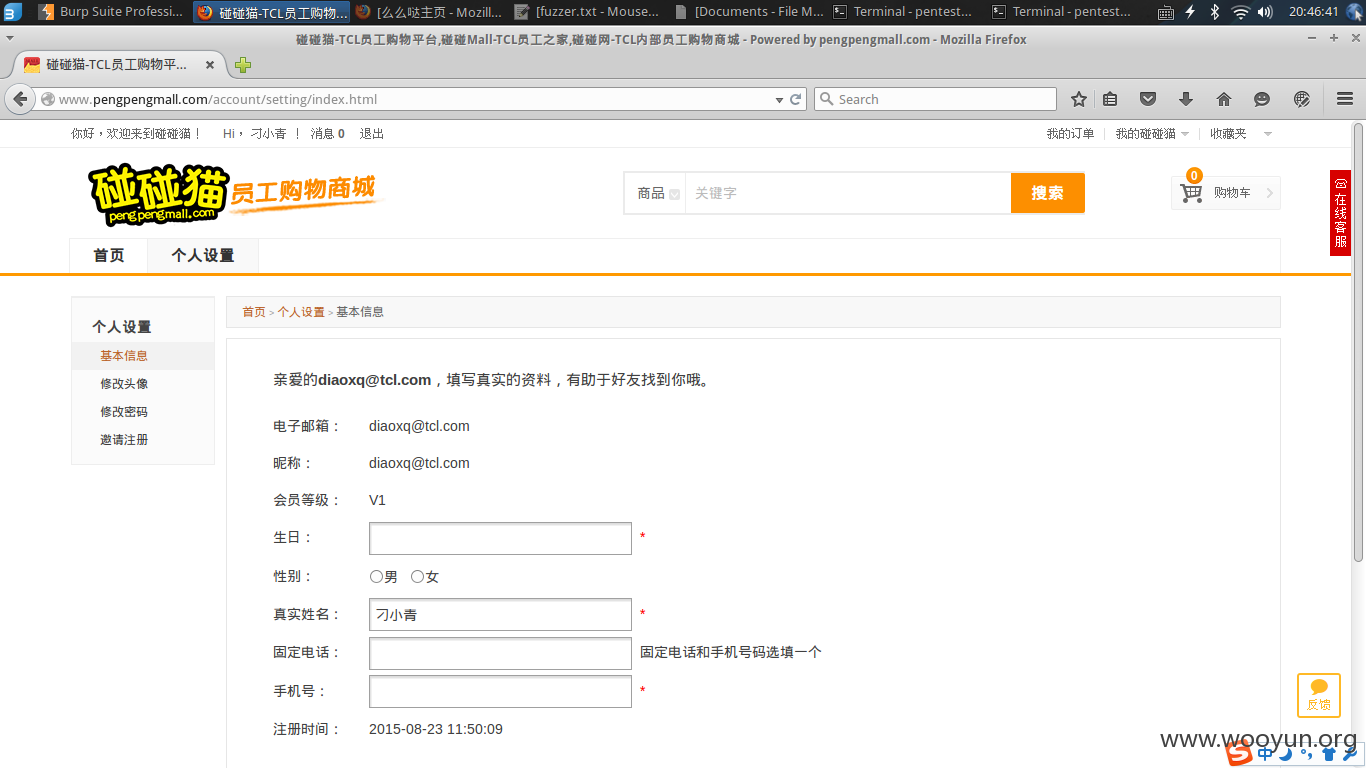 Burp Suite Professi...
碰碰猫-TCL员工购物...
[么么哒主页 - Mozill...
[fuzzer.txt - Mouse...
[Documents - File M...
Terminal - pentest...
Terminal - pentest...
20:46:41
碰碰猫-TCL员工购物平台,碰碰Mall-TCL员工之家,碰碰网-TCL内部员工购物商城 - Powered by pengpengmall.com - Mozilla Firefox
碰碰猫-TCL员工购物平...
www.pengpengmall.com/account/setting/index.html
Search
你好，欢迎来到碰碰猫！ Hi， 刁小青 ！ 消息 0 退出
我的订单 我的碰碰猫 收藏夹
碰碰猫
pengpengmall.com
员工购物商城
商品 关键字 搜索
0
购物车
在线客服
首页 个人设置
个人设置
基本信息
修改头像
修改密码
邀请注册
首页 > 个人设置 > 基本信息
亲爱的diaoxq@tcl.com，填写真实的资料，有助于好友找到你哦。
电子邮箱： diaoxq@tcl.com
昵称： diaoxq@tcl.com
会员等级： V1
生日： *
性别： 男 女
真实姓名： 刁小青 *
固定电话： 固定电话和手机号码选填一个
手机号： *
注册时间： 2015-08-23 11:50:09
反馈
www.wooyun.org
中